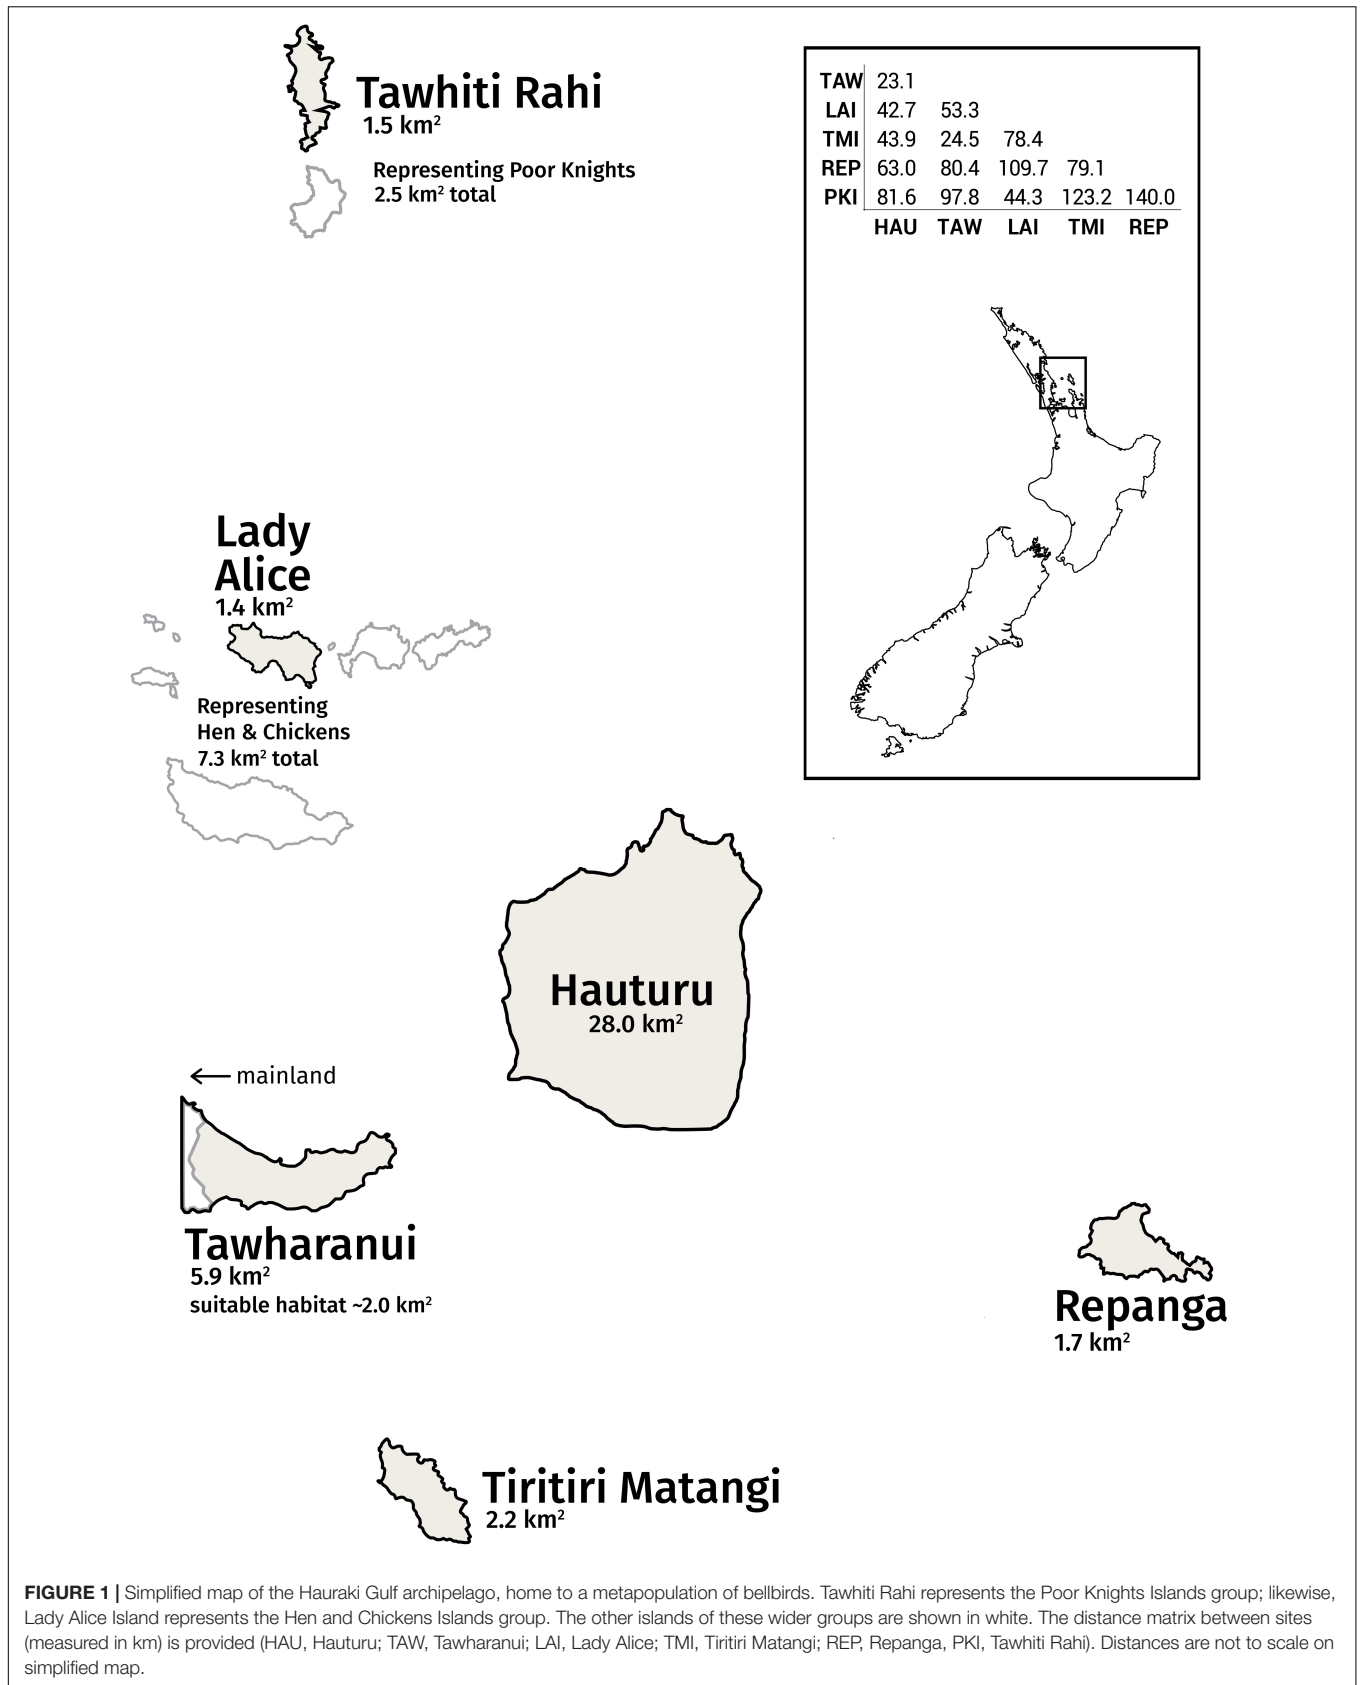 Tawhiti Rahi
1.5 km²
Representing Poor Knights
2.5 km² total
TAW 23.1
LAI 42.7 53.3
TMI 43.9 24.5 78.4
REP 63.0 80.4 109.7 79.1
PKI 81.6 97.8 44.3 123.2 140.0
HAU TAW LAI TMI REP
Lady
Alice
1.4 km²
Representing
Hen & Chickens
7.3 km² total
Hauturu
28.0 km²
← mainland
Tawharanui
5.9 km²
suitable habitat ~2.0 km²
Repanga
1.7 km²
Tiritiri Matangi
2.2 km²
FIGURE 1 | Simplified map of the Hauraki Gulf archipelago, home to a metapopulation of bellbirds. Tawhiti Rahi represents the Poor Knights Islands group; likewise,
Lady Alice Island represents the Hen and Chickens Islands group. The other islands of these wider groups are shown in white. The distance matrix between sites
(measured in km) is provided (HAU, Hauturu; TAW, Tawharanui; LAI, Lady Alice; TMI, Tiritiri Matangi; REP, Repanga, PKI, Tawhiti Rahi). Distances are not to scale on
simplified map.